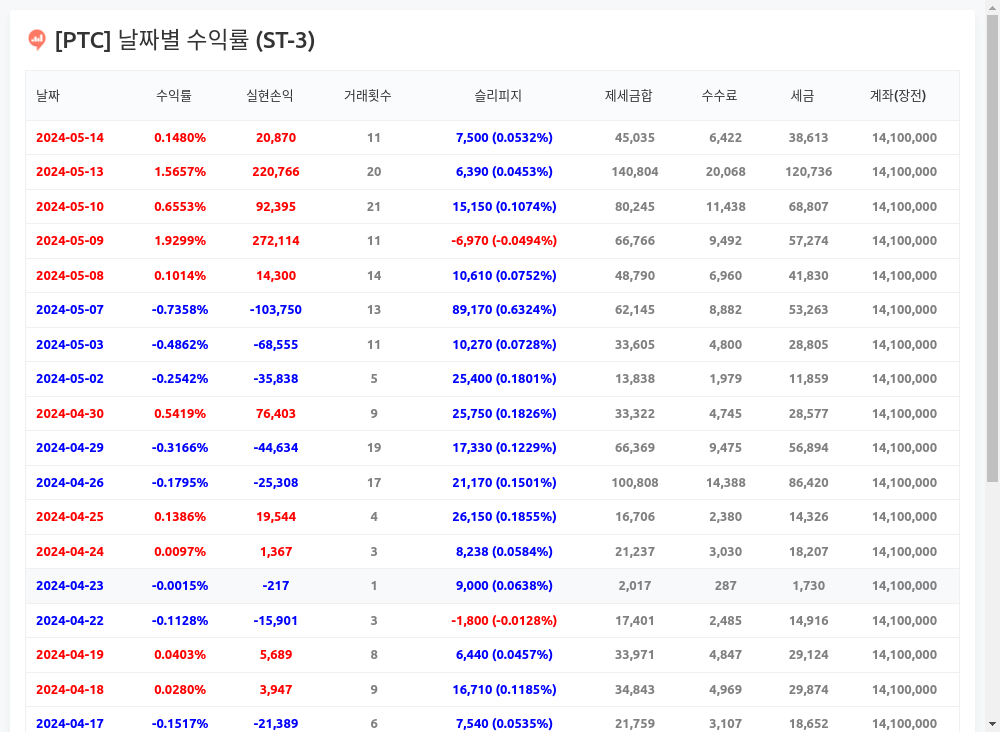 [PTC] 날짜별 수익률 (ST-3)
날짜 수익률 실현손익 거래횟수 슬리피지 제세금합 수수료 세금 계좌(장전)
2024-05-14 0.1480% 20,870 11 7,500 (0.0532%) 45,035 6,422 38,613 14,100,000
2024-05-13 1.5657% 220,766 20 6,390 (0.0453%) 140,804 20,068 120,736 14,100,000
2024-05-10 0.6553% 92,395 21 15,150 (0.1074%) 80,245 11,438 68,807 14,100,000
2024-05-09 1.9299% 272,114 11 -6,970 (-0.0494%) 66,766 9,492 57,274 14,100,000
2024-05-08 0.1014% 14,300 14 10,610 (0.0752%) 48,790 6,960 41,830 14,100,000
2024-05-07 -0.7358% -103,750 13 89,170 (0.6324%) 62,145 8,882 53,263 14,100,000
2024-05-03 -0.4862% -68,555 11 10,270 (0.0728%) 33,605 4,800 28,805 14,100,000
2024-05-02 -0.2542% -35,838 5 25,400 (0.1801%) 13,838 1,979 11,859 14,100,000
2024-04-30 0.5419% 76,403 9 25,750 (0.1826%) 33,322 4,745 28,577 14,100,000
2024-04-29 -0.3166% -44,634 19 17,330 (0.1229%) 66,369 9,475 56,894 14,100,000
2024-04-26 -0.1795% -25,308 17 21,170 (0.1501%) 100,808 14,388 86,420 14,100,000
2024-04-25 0.1386% 19,544 4 26,150 (0.1855%) 16,706 2,380 14,326 14,100,000
2024-04-24 0.0097% 1,367 3 8,238 (0.0584%) 21,237 3,030 18,207 14,100,000
2024-04-23 -0.0015% -217 1 9,000 (0.0638%) 2,017 287 1,730 14,100,000
2024-04-22 -0.1128% -15,901 3 -1,800 (-0.0128%) 17,401 2,485 14,916 14,100,000
2024-04-19 0.0403% 5,689 8 6,440 (0.0457%) 33,971 4,847 29,124 14,100,000
2024-04-18 0.0280% 3,947 9 16,710 (0.1185%) 34,843 4,969 29,874 14,100,000
2024-04-17 -0.1517% -21,389 6 7,540 (0.0535%) 21,759 3,107 18,652 14,100,000